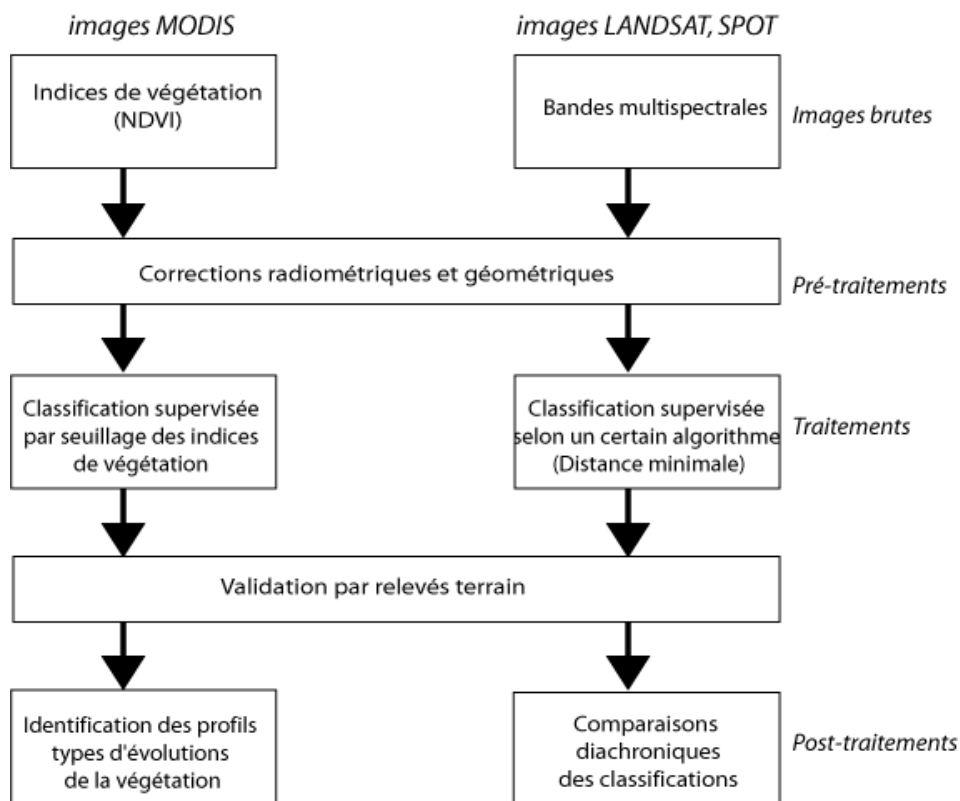 images MODIS
images LANDSAT, SPOT
Indices de végétation
(NDVI)
Bandes multispectrales
Images brutes
Corrections radiométriques et géométriques
Pré-traitements
Classification supervisée
par seuillage des indices
de végétation
Classification supervisée
selon un certain algorithme
(Distance minimale)
Traitements
Validation par relevés terrain
Identification des profils
types d'évolutions
de la végétation
Comparaisons
diachroniques
des classifications
Post-traitements